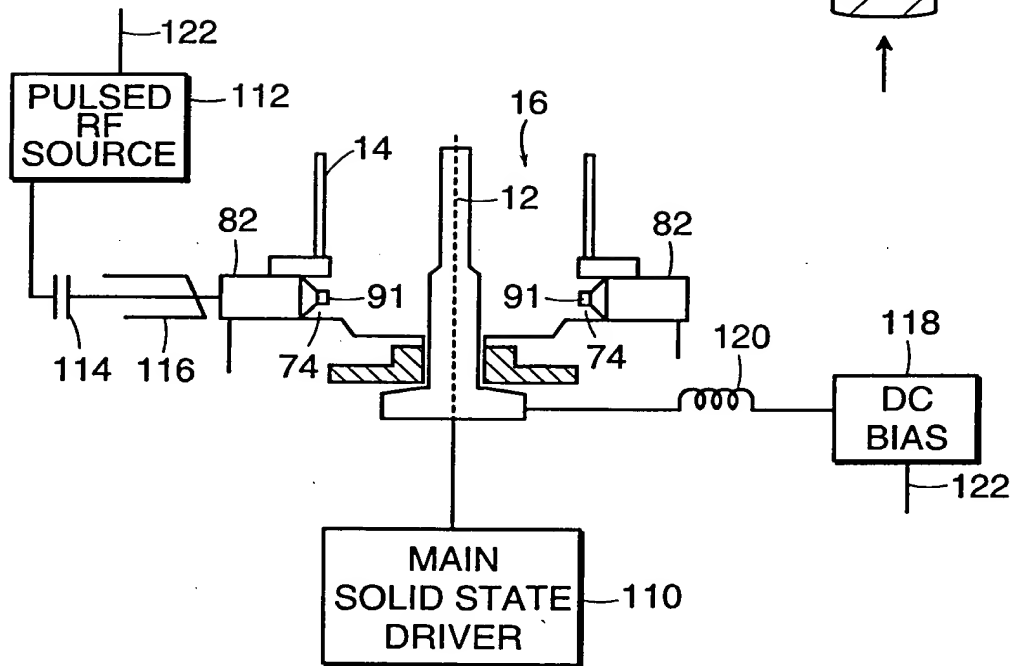 122
PULSED
RF
SOURCE
112
14
16
12
82
82
91
91
74
74
114
116
120
118
DC
BIAS
122
MAIN
SOLID STATE
DRIVER
110